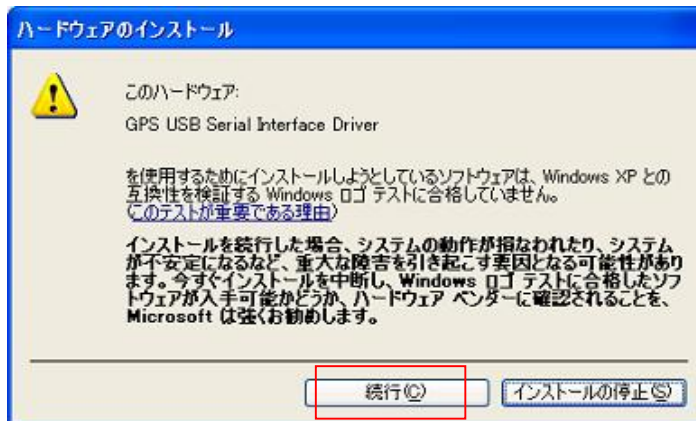 ハードウェアのインストール
このハードウェア:
GPS USB Serial Interface Driver
を使用するためにインストールしようとしているソフトウェアは、Windows XP との
互換性を検証する Windows ロゴ テストに合格していません。
(このテストが重要である理由)
インストールを続行した場合、システムの動作が損なわれたり、システム
が不安定になるなど、重大な障害を引き起こす要因となる可能性があり
ます。今すぐインストールを中断し、Windows ロゴ テストに合格したソフ
トウェアが入手可能かどうか、ハードウェア ベンダーに確認されることを、
Microsoft は強くお勧めします。
続行(C) インストールの停止(S)